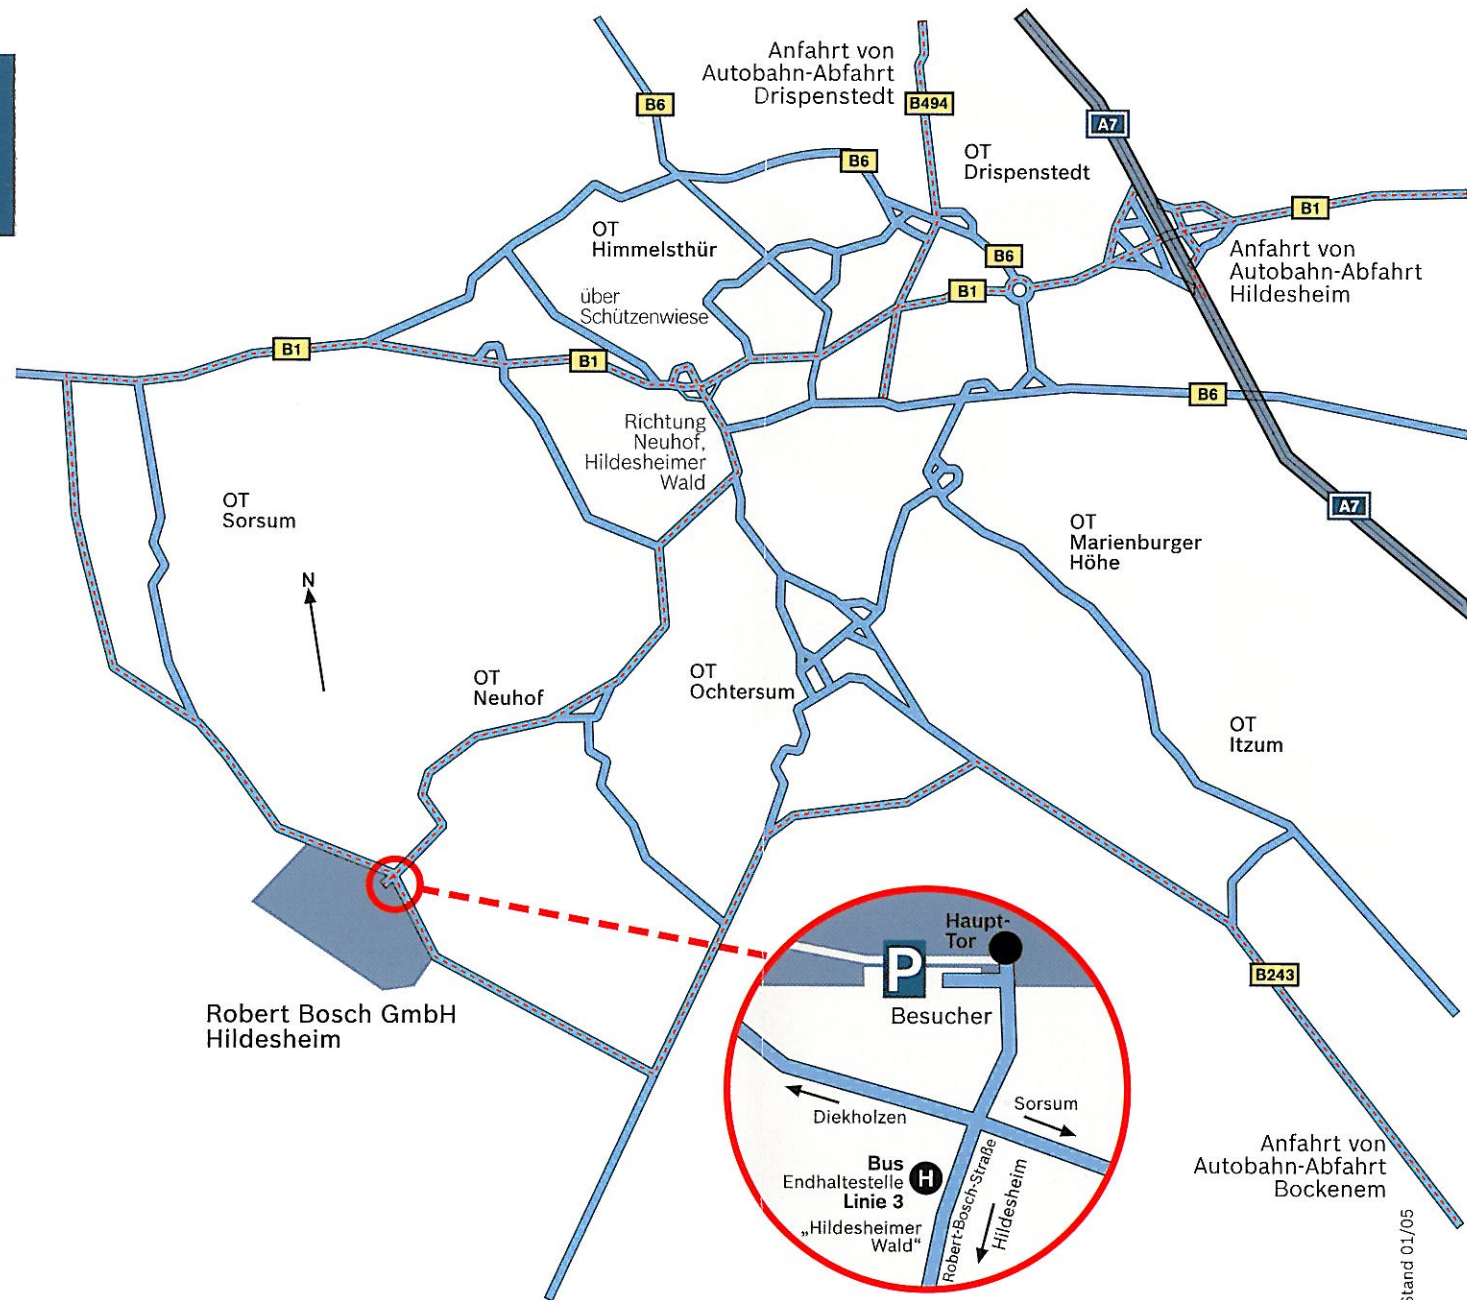 Anfahrt von
Autobahn-Abfahrt
Drispenstedt
B494
B6
A7
B6
OT
Drispenstedt
B1
OT
Himmelsthür
Anfahrt von
Autobahn-Abfahrt
Hildesheim
B6
B1
über
Schützenwiese
B1
B1
B6
Richtung
Neuhof,
Hildesheimer
Wald
OT
Sorsum
A7
OT
Marienburger
Höhe
N
OT
Neuhof
OT
Ochtersum
OT
Itzum
Robert Bosch GmbH
Hildesheim
B243
Haupt-
Tor
P
Besucher
Diekholzen
Sorsum
Bus
Endhaltestelle
Linie 3
H
„Hildesheimer
Wald“
Robert-Bosch-Straße
Hildesheim
Anfahrt von
Autobahn-Abfahrt
Bockenem
Stand 01/05